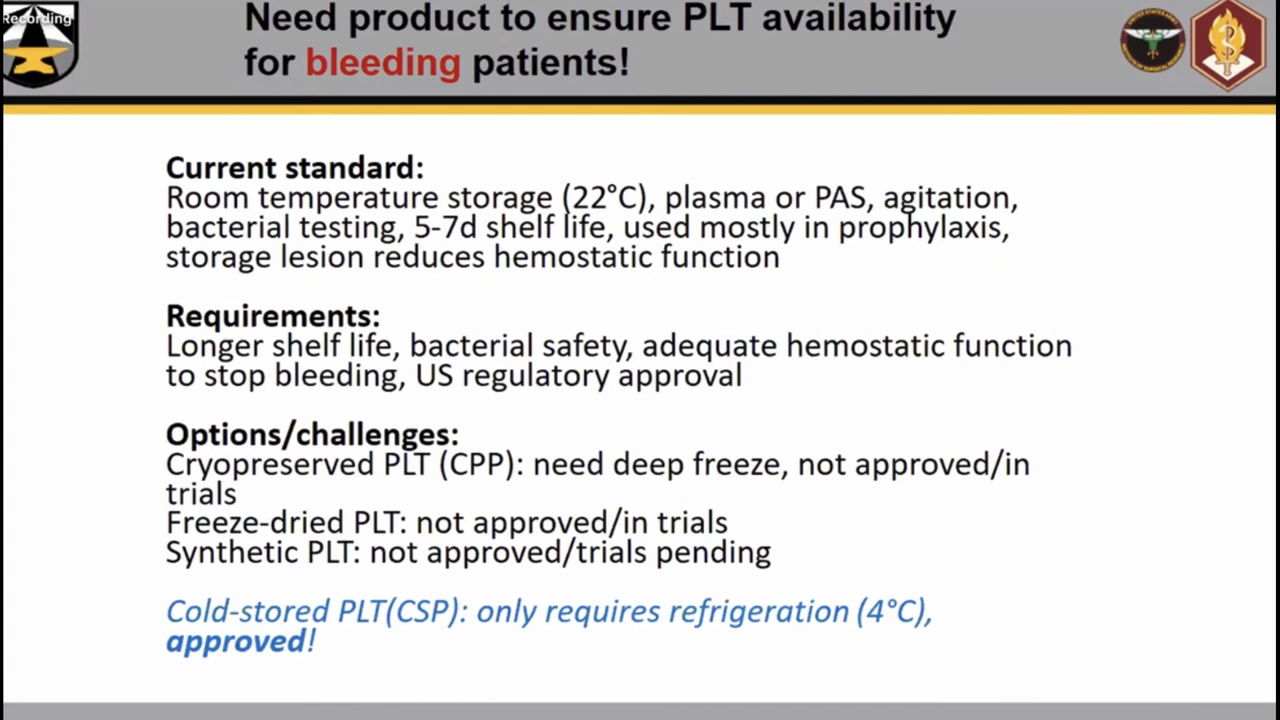 Recording
Need product to ensure PLT availability
for bleeding patients!
Current standard:
Room temperature storage (22°C), plasma or PAS, agitation,
bacterial testing, 5-7d shelf life, used mostly in prophylaxis,
storage lesion reduces hemostatic function
Requirements:
Longer shelf life, bacterial safety, adequate hemostatic function
to stop bleeding, US regulatory approval
Options/challenges:
Cryopreserved PLT (CPP): need deep freeze, not approved/in
trials
Freeze-dried PLT: not approved/in trials
Synthetic PLT: not approved/trials pending
Cold-stored PLT(CSP): only requires refrigeration (4°C),
approved!